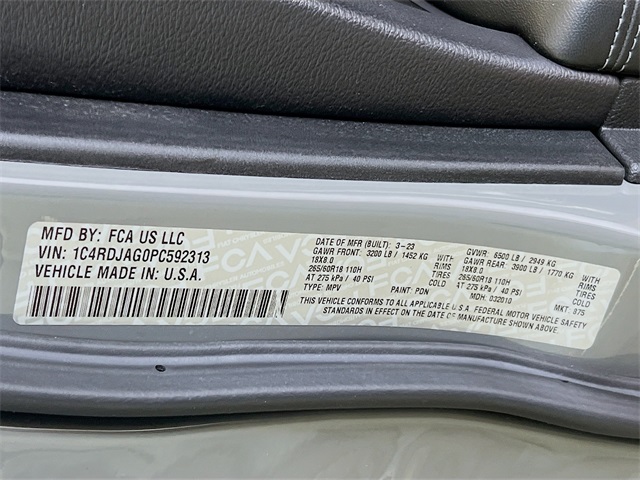 MFD BY: FCA US LLC
VIN: 1C4RDJAG0PC592313
VEHICLE MADE IN U.S.A.
DATE OF MFR (BUILT): 3-23
GAWR FRONT: 3200 LB / 1452 KG
18X8.0 RIMS
265/60R18 110H TIRES
AT 275 kPa / 40 PSI COLD
TYPE: MPV PAINT: PDN
GVWR: 6500 LB / 2949 KG
GAWR REAR: 3900 LB / 1770 KG
18X8.0 RIMS
265/60R18 110H TIRES
AT 275 kPa / 40 PSI COLD
MDH: 032010 MKT: 875
THIS VEHICLE CONFORMS TO ALL APPLICABLE U.S.A. FEDERAL MOTOR VEHICLE SAFETY
STANDARDS IN EFFECT ON THE DATE OF MANUFACTURE SHOWN ABOVE.